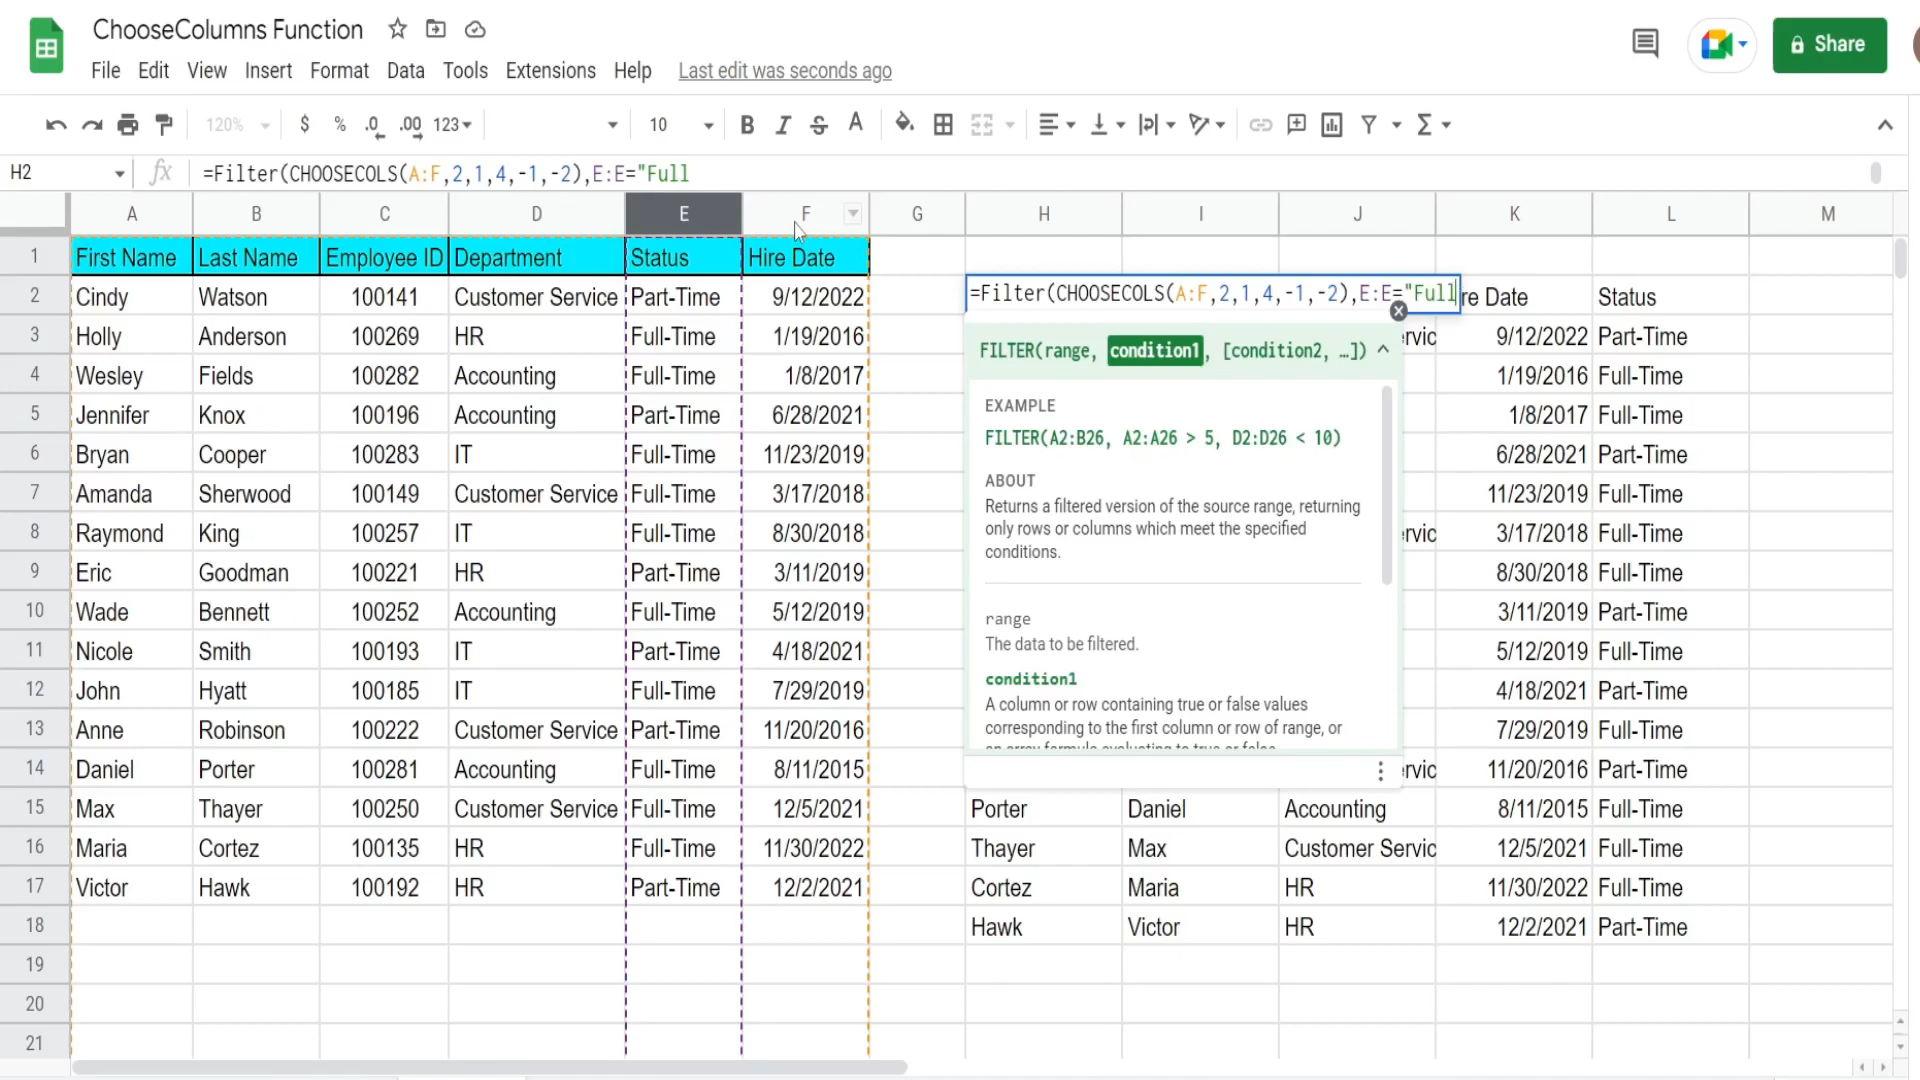 ChooseColumns Function
Share
File Edit View Insert Format Data Tools Extensions Help Last edit was seconds ago
120% $ % .0 .00 123 10 B I S A Σ
H2 fx =Filter(CHOOSECOLS(A:F,2,1,4,-1,-2),E:E="Full
A B C D E F G H I J K L M
1 First Name Last Name Employee ID Department Status Hire Date
2 Cindy Watson 100141 Customer Service Part-Time 9/12/2022 =Filter(CHOOSECOLS(A:F,2,1,4,-1,-2),E:E="Full re Date Status
3 Holly Anderson 100269 HR Full-Time 1/19/2016 rvic 9/12/2022 Part-Time
FILTER(range, condition1, [condition2, …])
4 Wesley Fields 100282 Accounting Full-Time 1/8/2017 1/19/2016 Full-Time
EXAMPLE
5 Jennifer Knox 100196 Accounting Part-Time 6/28/2021 1/8/2017 Full-Time
FILTER(A2:B26, A2:A26 > 5, D2:D26 < 10)
6 Bryan Cooper 100283 IT Full-Time 11/23/2019 6/28/2021 Part-Time
ABOUT
7 Amanda Sherwood 100149 Customer Service Full-Time 3/17/2018 11/23/2019 Full-Time
Returns a filtered version of the source range, returning
only rows or columns which meet the specified
conditions.
8 Raymond King 100257 IT Full-Time 8/30/2018 rvic 3/17/2018 Full-Time
9 Eric Goodman 100221 HR Part-Time 3/11/2019 8/30/2018 Full-Time
10 Wade Bennett 100252 Accounting Full-Time 5/12/2019 3/11/2019 Part-Time
range
The data to be filtered.
11 Nicole Smith 100193 IT Part-Time 4/18/2021 5/12/2019 Full-Time
condition1
12 John Hyatt 100185 IT Full-Time 7/29/2019 4/18/2021 Part-Time
A column or row containing true or false values
corresponding to the first column or row of range, or
an array formula evaluating to true or false.
13 Anne Robinson 100222 Customer Service Part-Time 11/20/2016 7/29/2019 Full-Time
14 Daniel Porter 100281 Accounting Full-Time 8/11/2015 rvic 11/20/2016 Part-Time
15 Max Thayer 100250 Customer Service Full-Time 12/5/2021 Porter Daniel Accounting 8/11/2015 Full-Time
16 Maria Cortez 100135 HR Full-Time 11/30/2022 Thayer Max Customer Servic 12/5/2021 Full-Time
17 Victor Hawk 100192 HR Part-Time 12/2/2021 Cortez Maria HR 11/30/2022 Full-Time
18 Hawk Victor HR 12/2/2021 Part-Time
19
20
21